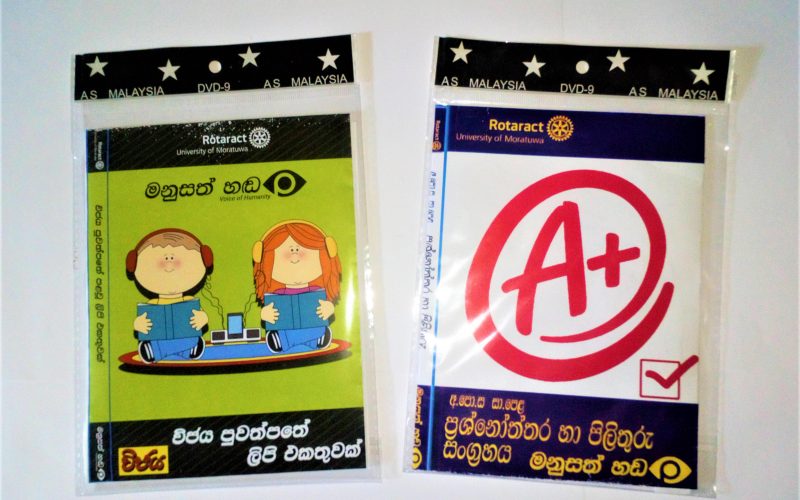 AS MALAYSIA DVD-9 AS MALAYSIA
Rotaract
University of Moratuwa
මනුසත් හඬ
Voice of Humanity
විජය පුවත්පතේ
ලිපි එකතුවක්
විජය
AS MALAYSIA DVD-9 AS MALAYSIA
Rotaract
University of Moratuwa
A+
අ.පො.ස සා.පෙළ
ප්‍රශ්නෝත්තර හා පිලිතුරු
සංග්‍රහය මනුසත් හඬ